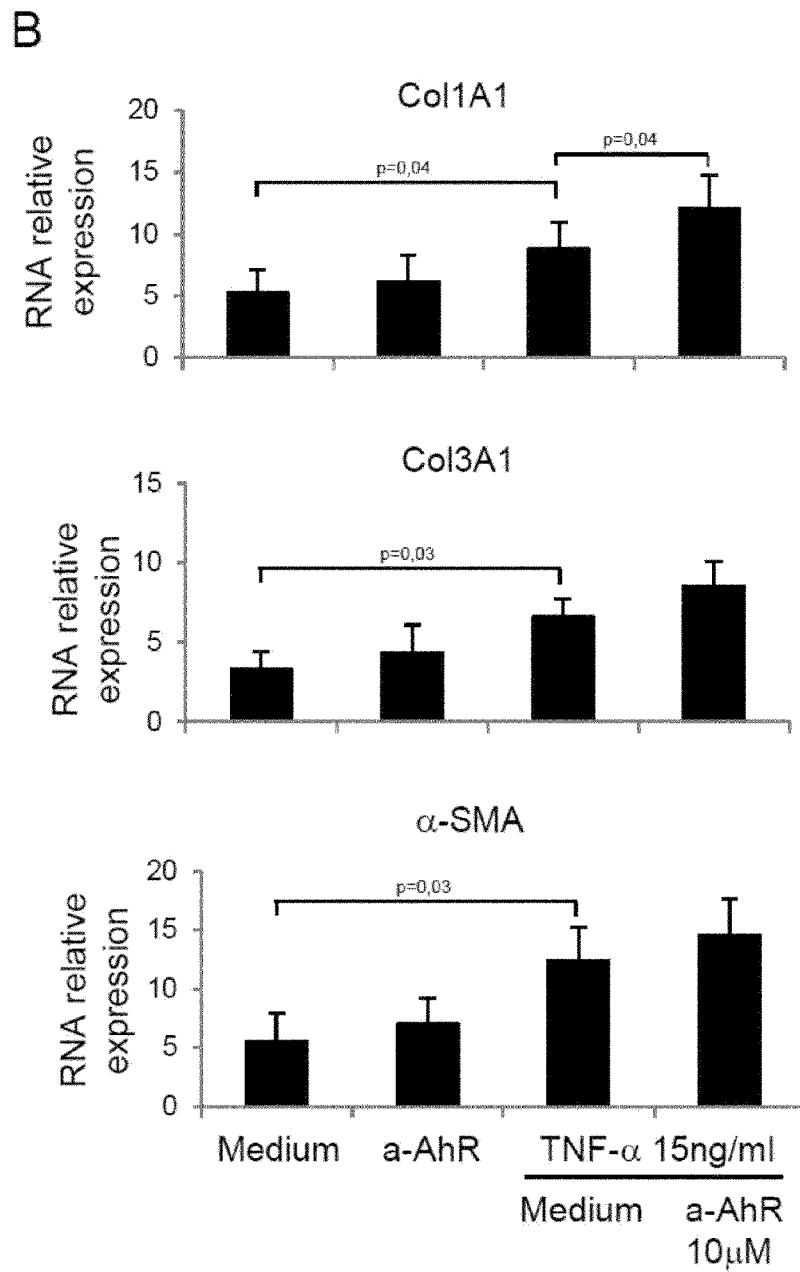 B
Col1A1
RNA relative
expression
20
15
10
5
0
p=0,04
p=0,04
Col3A1
RNA relative
expression
15
10
5
0
p=0,03
α-SMA
RNA relative
expression
20
15
10
5
0
p=0,03
Medium a-AhR TNF-α 15ng/ml
Medium a-AhR
10µM